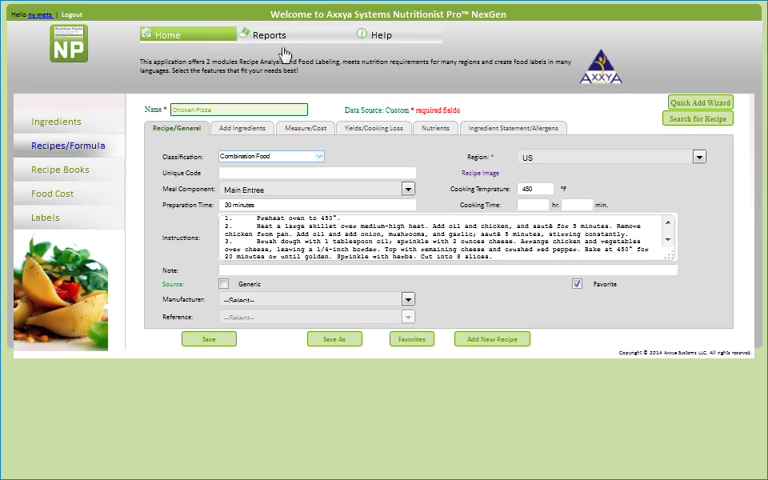 Hello ny mets | Logout
Welcome to Axxya Systems Nutritionist Pro™ NexGen
NP
Home
Reports
Help
This application offers 2 modules Recipe Analysis and Food Labeling, meets nutrition requirements for many regions and create food labels in many
languages. Select the features that fit your needs best!
AXXYA
Name * Chicken Pizza
Data Source: Custom * required fields
Quick Add Wizard
Search for Recipe
Ingredients
Recipes/Formula
Recipe Books
Food Cost
Labels
Recipe/General
Add Ingredients
Measure/Cost
Yields/Cooking Loss
Nutrients
Ingredient Statement/Allergens
Classification: Combination Food
Region: * US
Unique Code
Recipe Image
Meal Component: Main Entree
Cooking Temprature: 450 °F
Preparation Time: 30 minutes
Cooking Time: hr. min.
Instructions:
1. Preheat oven to 450°.
2. Heat a large skillet over medium-high heat. Add oil and chicken, and sauté for 5 minutes. Remove
chicken from pan. Add oil and add onion, mushrooms, and garlic; sauté 5 minutes, stirring constantly.
3. Brush dough with 1 tablespoon oil; sprinkle with 2 ounces cheese. Arrange chicken and vegetables
over cheese, leaving a 1/4-inch border. Top with remaining cheese and crushed red pepper. Bake at 450° for
20 minutes or until golden. Sprinkle with herbs. Cut into 8 slices.
Note:
Source: Generic
Favorite
Manufacturer: --Select--
Reference: --Select--
Save
Save As
Favorites
Add New Recipe
Copyright © 2014 Axxya Systems LLC, All rights reserved.